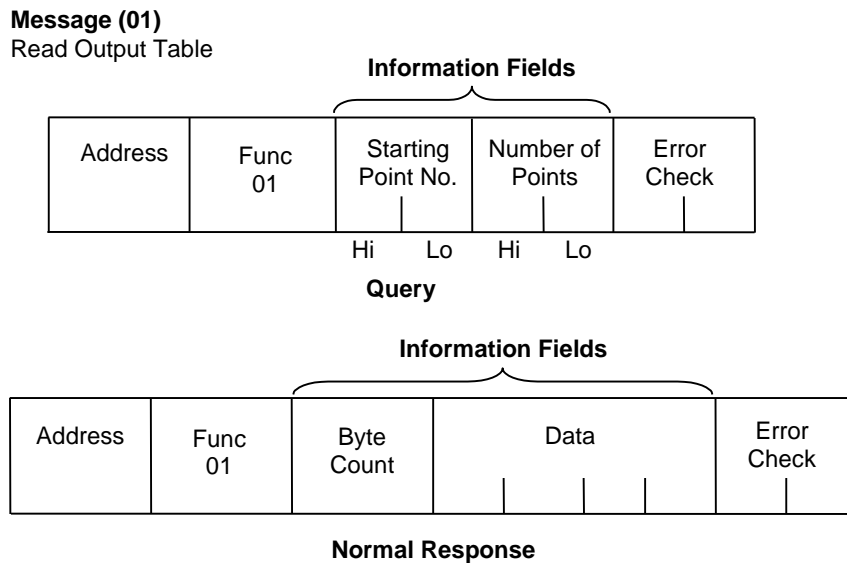 Message (01)
Read Output Table
Information Fields
Address
Func
01
Starting
Point No.
Number of
Points
Error
Check
Hi Lo Hi Lo
Query
Information Fields
Address
Func
01
Byte
Count
Data
Error
Check
Normal Response